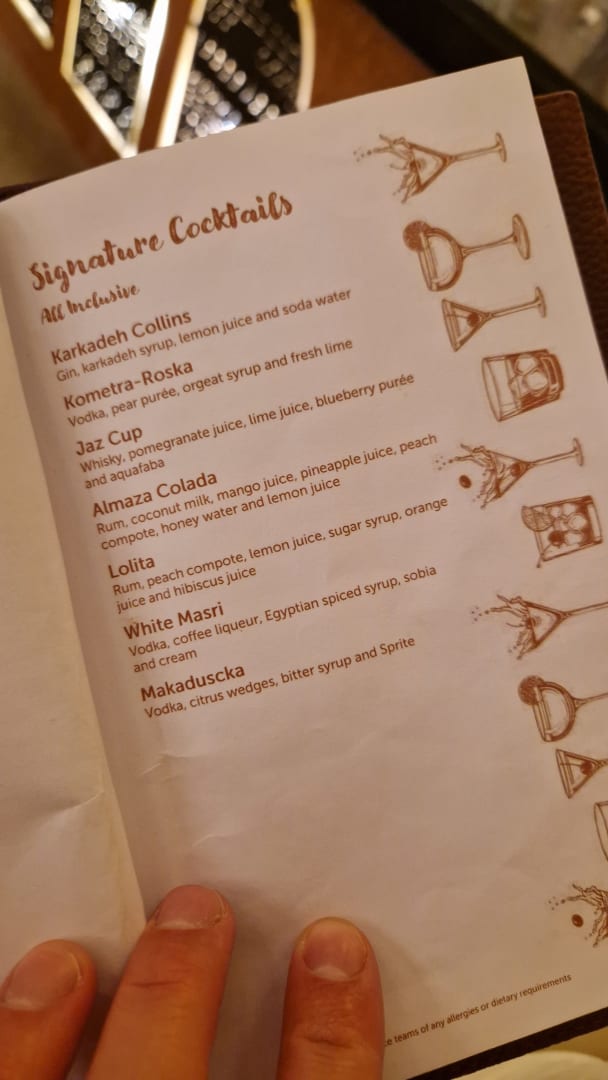 Signature Cocktails
All Inclusive
Karkadeh Collins
Gin, karkadeh syrup, lemon juice and soda water
Kometra-Roska
Vodka, pear purée, orgeat syrup and fresh lime
Jaz Cup
Whisky, pomegranate juice, lime juice, blueberry purée
and aquafaba
Almaza Colada
Rum, coconut milk, mango juice, pineapple juice, peach
compote, honey water and lemon juice
Lolita
Rum, peach compote, lemon juice, sugar syrup, orange
juice and hibiscus juice
White Masri
Vodka, coffee liqueur, Egyptian spiced syrup, sobia
and cream
Makaduscka
Vodka, citrus wedges, bitter syrup and Sprite
teams of any allergies or dietary requirements